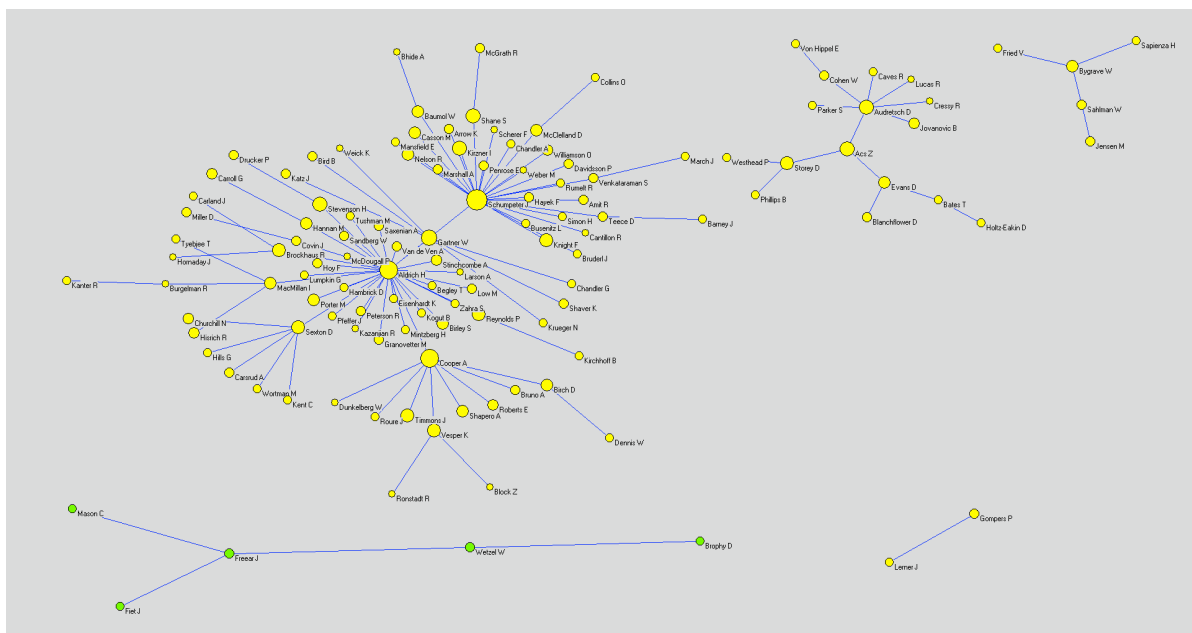 Sapienza H
Von Hippel E
Fried V
McGrath R
Bhide A
Bygrave W
Cohen W
Caves R
Lucas R
Collins O
Cressy R
Parker S
Audretsch D
Sahlman W
Baumol W
Shane S
Jovanovic B
Casson M
Arrow K
Scherer F
McClelland D
Mansfield E
Kirzner I
Chandler A
Jensen M
Weick K
Nelson R
Williamson O
Acs Z
Drucker P
Bird B
Marshall A
Penrose E
Weber M
Davidsson P
March J
Westhead P
Storey D
Carroll G
Katz J
Venkataraman S
Rumelt R
Evans D
Carland J
Schumpeter J
Hayek F
Amit R
Phillips B
Bates T
Miller D
Stevenson H
Tushman M
Simon H
Teece D
Barney J
Blanchflower D
Holtz-Eakin D
Hannan M
Saxenian A
Busenitz L
Cantillon R
Tyebjee T
Sandberg W
Gartner W
Knight F
Covin J
Van de Ven A
Bruderl J
Hornaday J
Brockhaus R
McDougall P
Stinchcombe A
Hoy F
Aldrich H
Larson A
Kanter R
Burgelman R
MacMillan I
Lumpkin G
Hambrick D
Begley T
Low M
Chandler G
Porter M
Eisenhardt K
Zahra S
Shaver K
Churchill N
Pfeffer J
Peterson R
Kogut B
Reynolds P
Hisrich R
Sexton D
Kazanjian R
Mintzberg H
Birley S
Krueger N
Granovetter M
Hills G
Cooper A
Kirchhoff B
Carsrud A
Wortman M
Bruno A
Birch D
Kent C
Dunkelberg W
Roberts E
Roure J
Timmons J
Shapero A
Vesper K
Dennis W
Ronstadt R
Block Z
Mason C
Gompers P
Freear J
Wetzel W
Brophy D
Lerner J
Fiet J